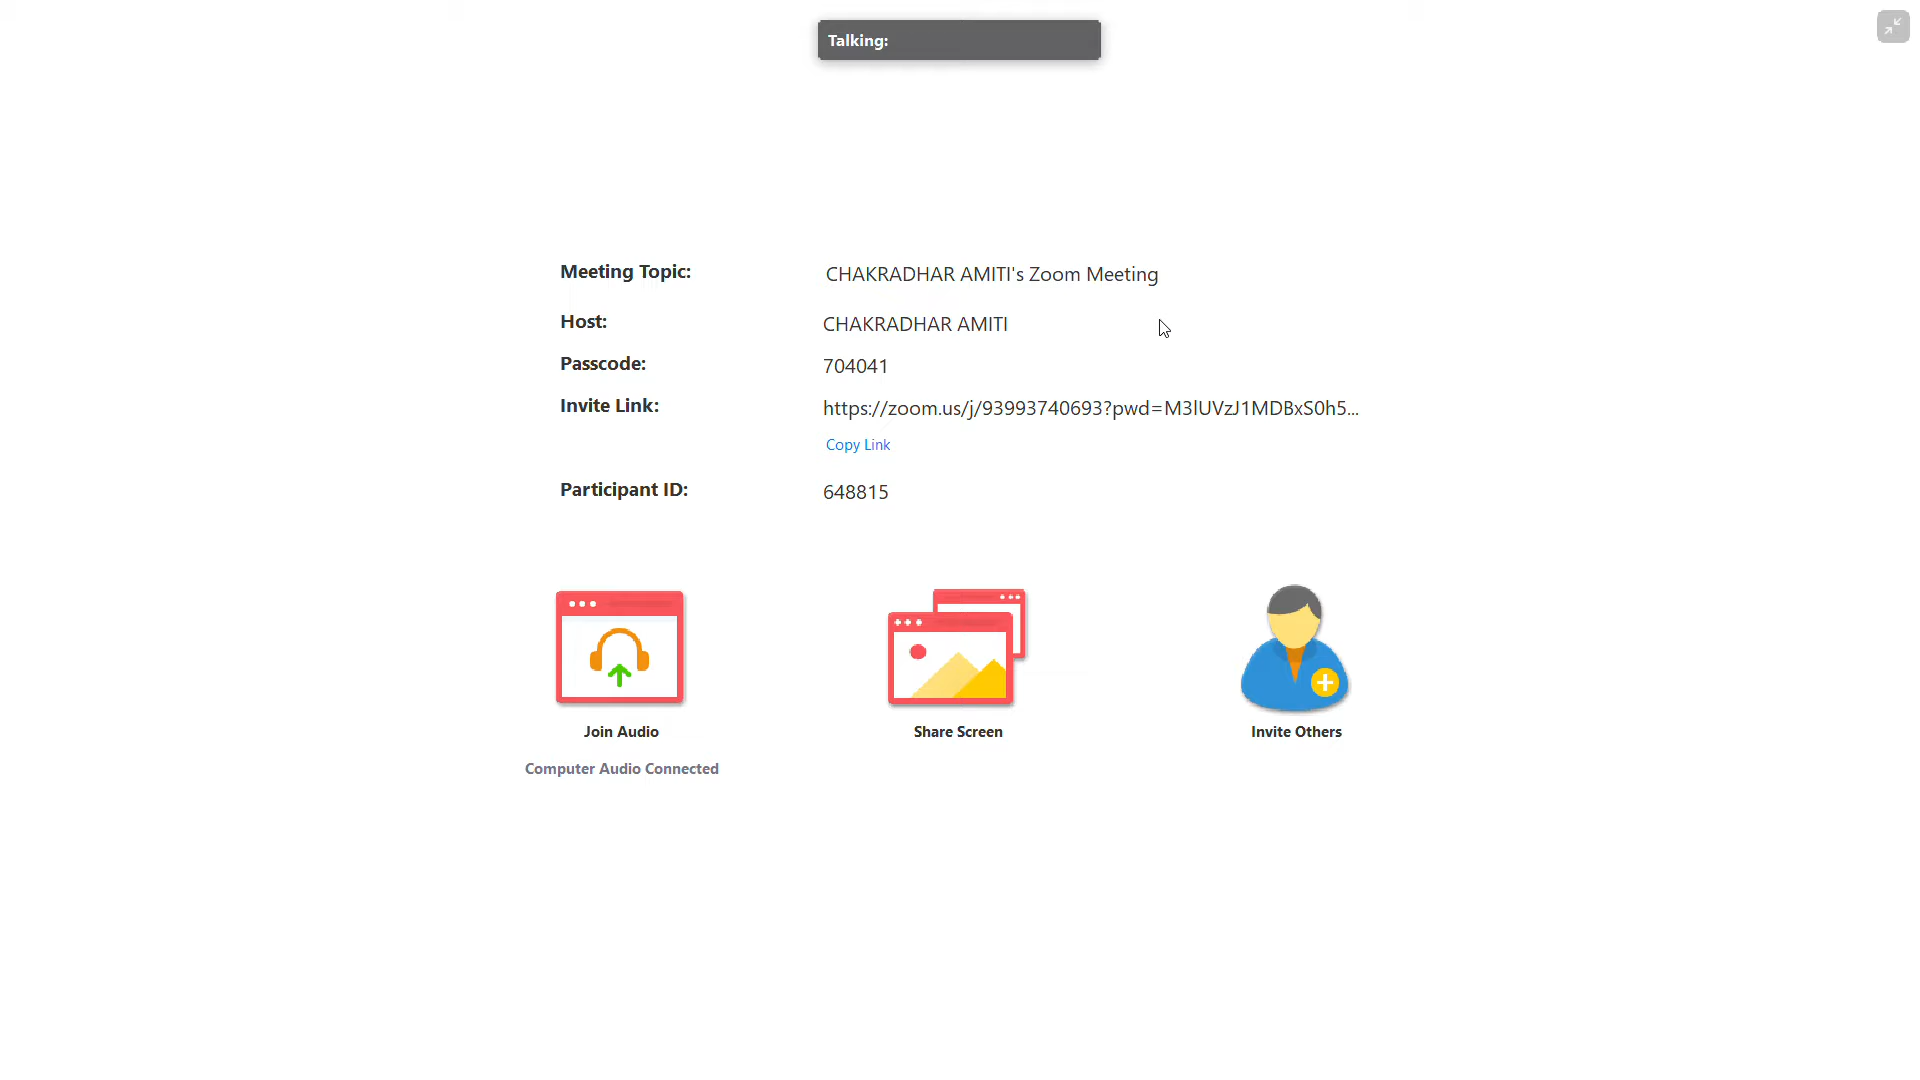 Talking:
Meeting Topic: CHAKRADHAR AMITI's Zoom Meeting
Host: CHAKRADHAR AMITI
Passcode: 704041
Invite Link: https://zoom.us/j/93993740693?pwd=M3lUVzJ1MDBxS0h5...
Copy Link
Participant ID: 648815
Join Audio Share Screen Invite Others
Computer Audio Connected